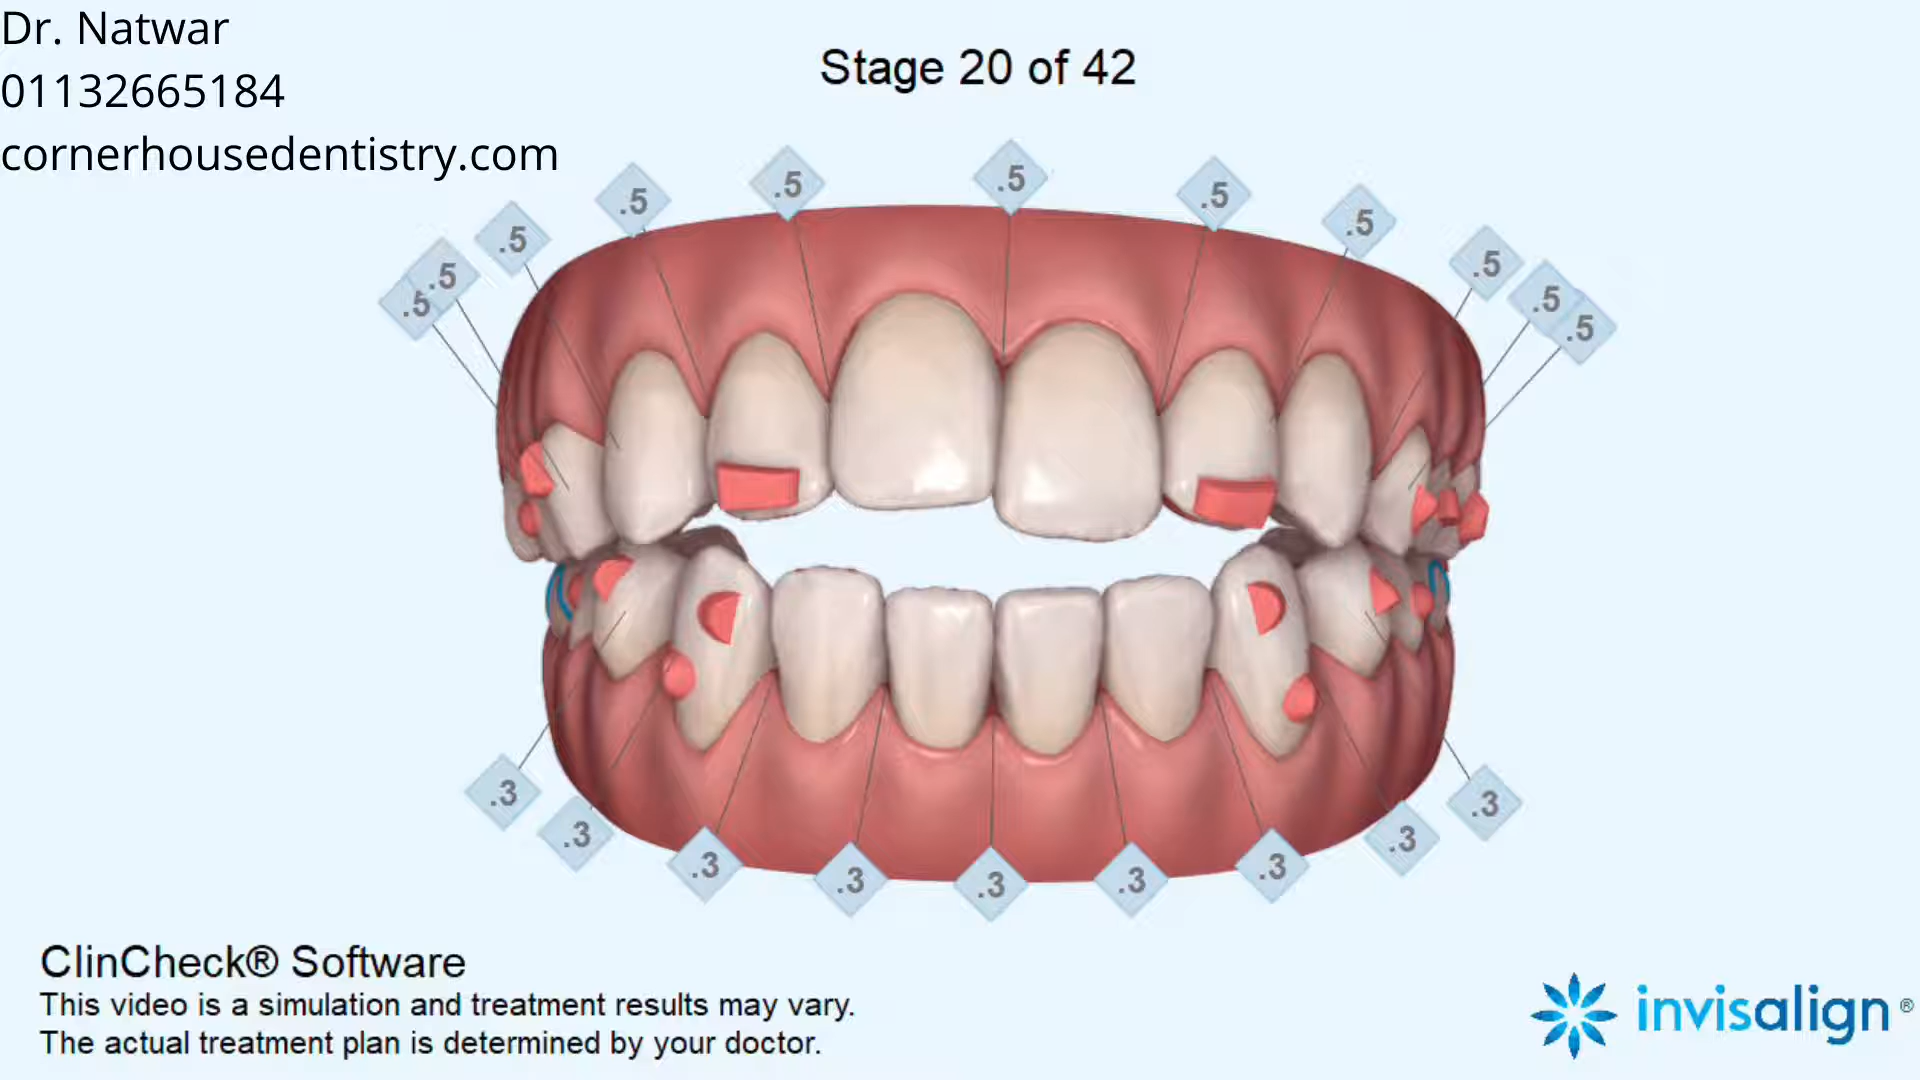 Dr. Natwar
01132665184
cornerhousedentistry.com
Stage 20 of 42
.5 .5 .5 .5 .5 .5 .5 .5 .5 .5 .5
.3 .3 .3 .3 .3 .3 .3 .3 .3
ClinCheck® Software
This video is a simulation and treatment results may vary.
The actual treatment plan is determined by your doctor.
invisalign®